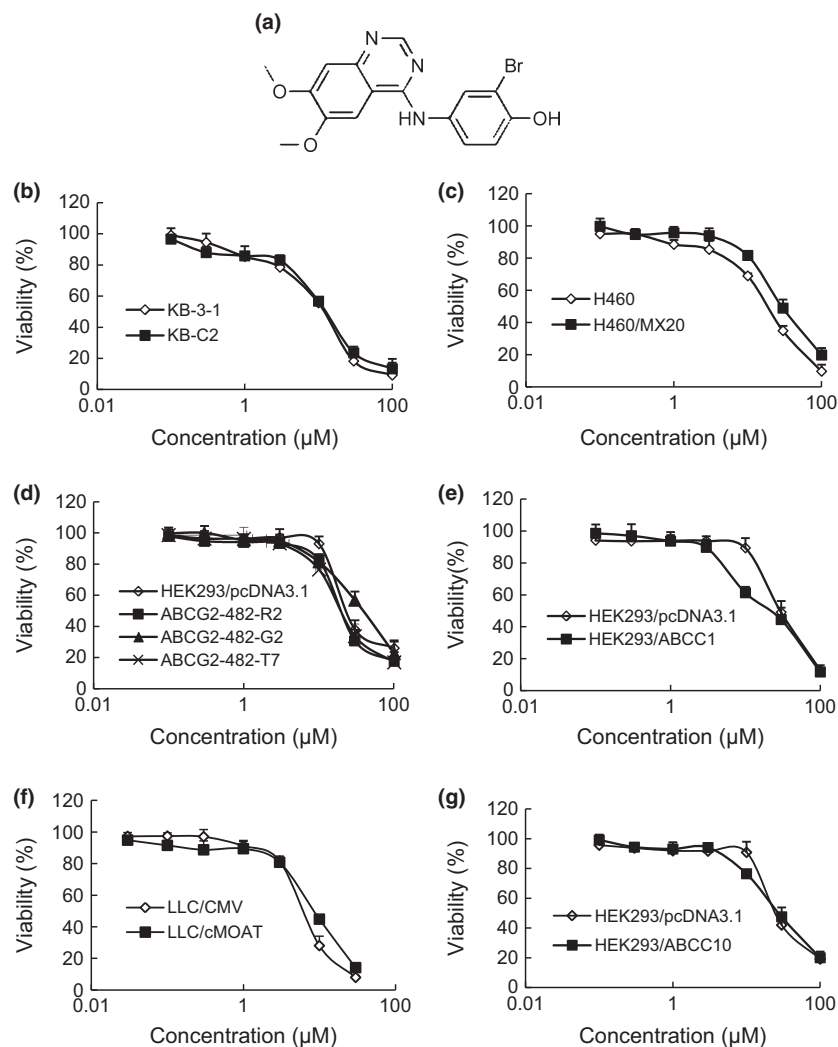 (a)
N
N
Br
O
HN
OH
O
(b)
120
100
80
60
40
20
0
Viability (%)
KB-3-1
KB-C2
0.01
1
100
Concentration (µM)
(c)
120
100
80
60
40
20
0
Viability (%)
H460
H460/MX20
0.01
1
100
Concentration (µM)
(d)
120
100
80
60
40
20
0
Viability (%)
HEK293/pcDNA3.1
ABCG2-482-R2
ABCG2-482-G2
ABCG2-482-T7
0.01
1
100
Concentration (µM)
(e)
120
100
80
60
40
20
0
Viability(%)
HEK293/pcDNA3.1
HEK293/ABCC1
0.01
1
100
Concentration (µM)
(f)
120
100
80
60
40
20
0
Viability (%)
LLC/CMV
LLC/cMOAT
0.01
1
100
Concentration (µM)
(g)
120
100
80
60
40
20
0
Viability (%)
HEK293/pcDNA3.1
HEK293/ABCC10
0.01
1
100
Concentration (µM)